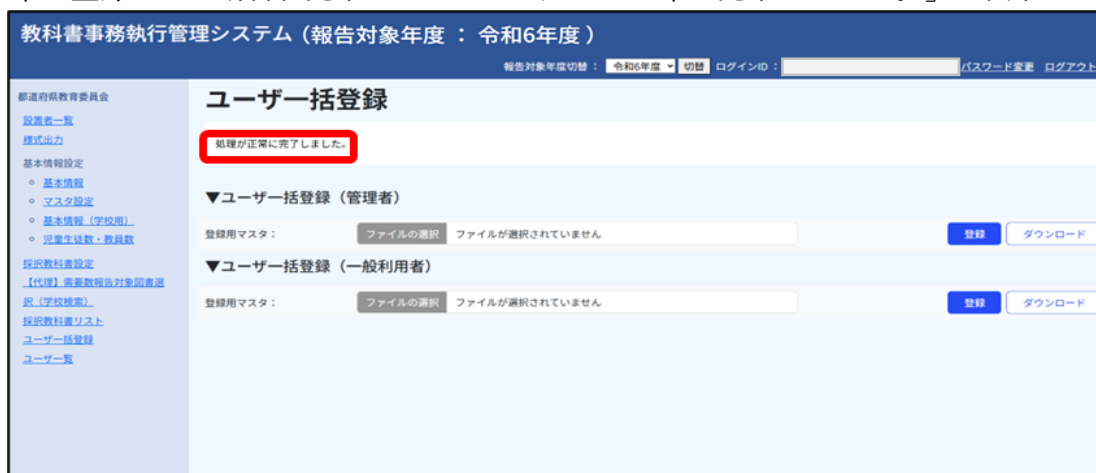 教科書事務執行管理システム（報告対象年度 ： 令和6年度 ）
報告対象年度切替： 令和6年度 切替 ログインID： パスワード変更 ログアウト
都道府県教育委員会
設置者一覧
様式出力
基本情報設定
基本情報
マスタ設定
基本情報（学校用）
児童生徒数・教員数
採択教科書設定
【代理】需要数報告対象図書選
択（学校検索）
採択教科書リスト
ユーザ一括登録
ユーザ一覧
ユーザ一括登録
処理が正常に完了しました。
▼ユーザ一括登録（管理者）
登録用マスタ： ファイルの選択 ファイルが選択されていません 登録 ダウンロード
▼ユーザ一括登録（一般利用者）
登録用マスタ： ファイルの選択 ファイルが選択されていません 登録 ダウンロード